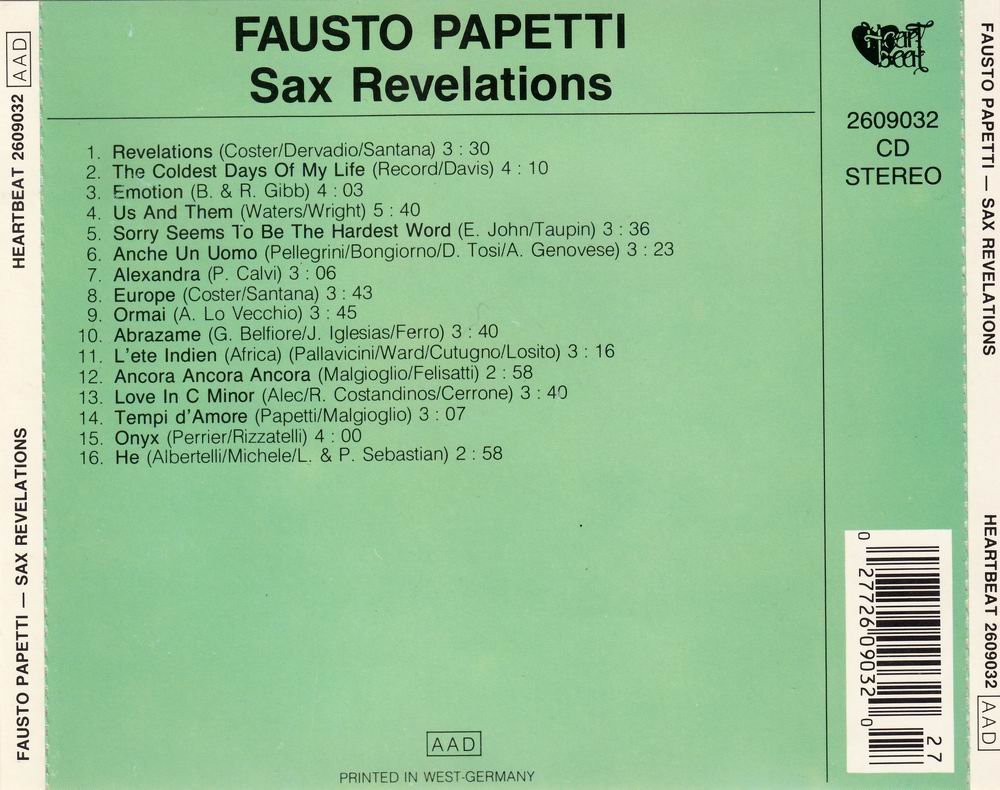 FAUSTO PAPETTI
Sax Revelations
1. Revelations (Coster/Dervadio/Santana) 3 : 30
2. The Coldest Days Of My Life (Record/Davis) 4 : 10
3. Emotion (B. & R. Gibb) 4 : 03
4. Us And Them (Waters/Wright) 5 : 40
5. Sorry Seems To Be The Hardest Word (E. John/Taupin) 3 : 36
6. Anche Un Uomo (Pellegrini/Bongiorno/D. Tosi/A. Genovese) 3 : 23
7. Alexandra (P. Calvi) 3 : 06
8. Europe (Coster/Santana) 3 : 43
9. Ormai (A. Lo Vecchio) 3 : 45
10. Abrazame (G. Belfiore/J. Iglesias/Ferro) 3 : 40
11. L'ete Indien (Africa) (Pallavicini/Ward/Cutugno/Losito) 3 : 16
12. Ancora Ancora Ancora (Malgioglio/Felisatti) 2 : 58
13. Love In C Minor (Alec/R. Costandinos/Cerrone) 3 : 40
14. Tempi d'Amore (Papetti/Malgioglio) 3 : 07
15. Onyx (Perrier/Rizzatelli) 4 : 00
16. He (Albertelli/Michele/L. & P. Sebastian) 2 : 58
AAD
PRINTED IN WEST-GERMANY
Heart beat
2609032
CD
STEREO
0 27726 09032 0
27
FAUSTO PAPETTI — SAX REVELATIONS
HEARTBEAT 2609032 AAD
FAUSTO PAPETTI — SAX REVELATIONS
HEARTBEAT 2609032 AAD